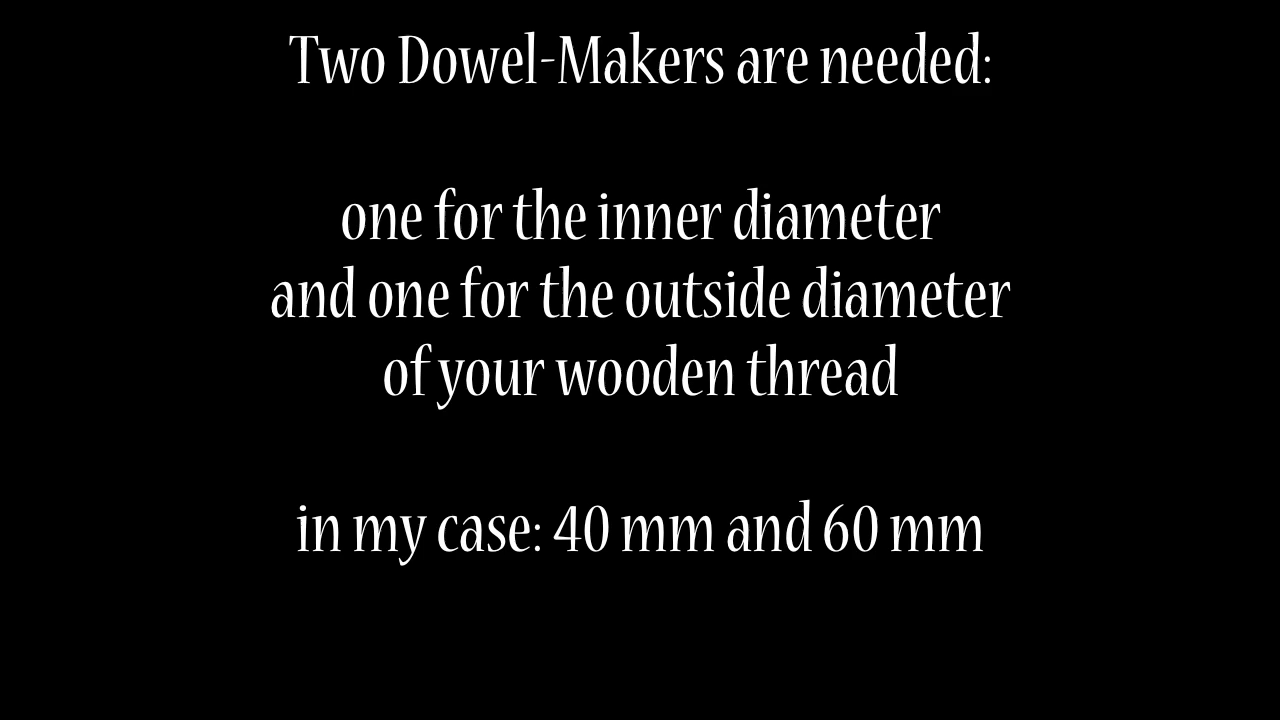 Two Dowel-Makers are needed:
one for the inner diameter
and one for the outside diameter
of your wooden thread
in my case: 40 mm and 60 mm